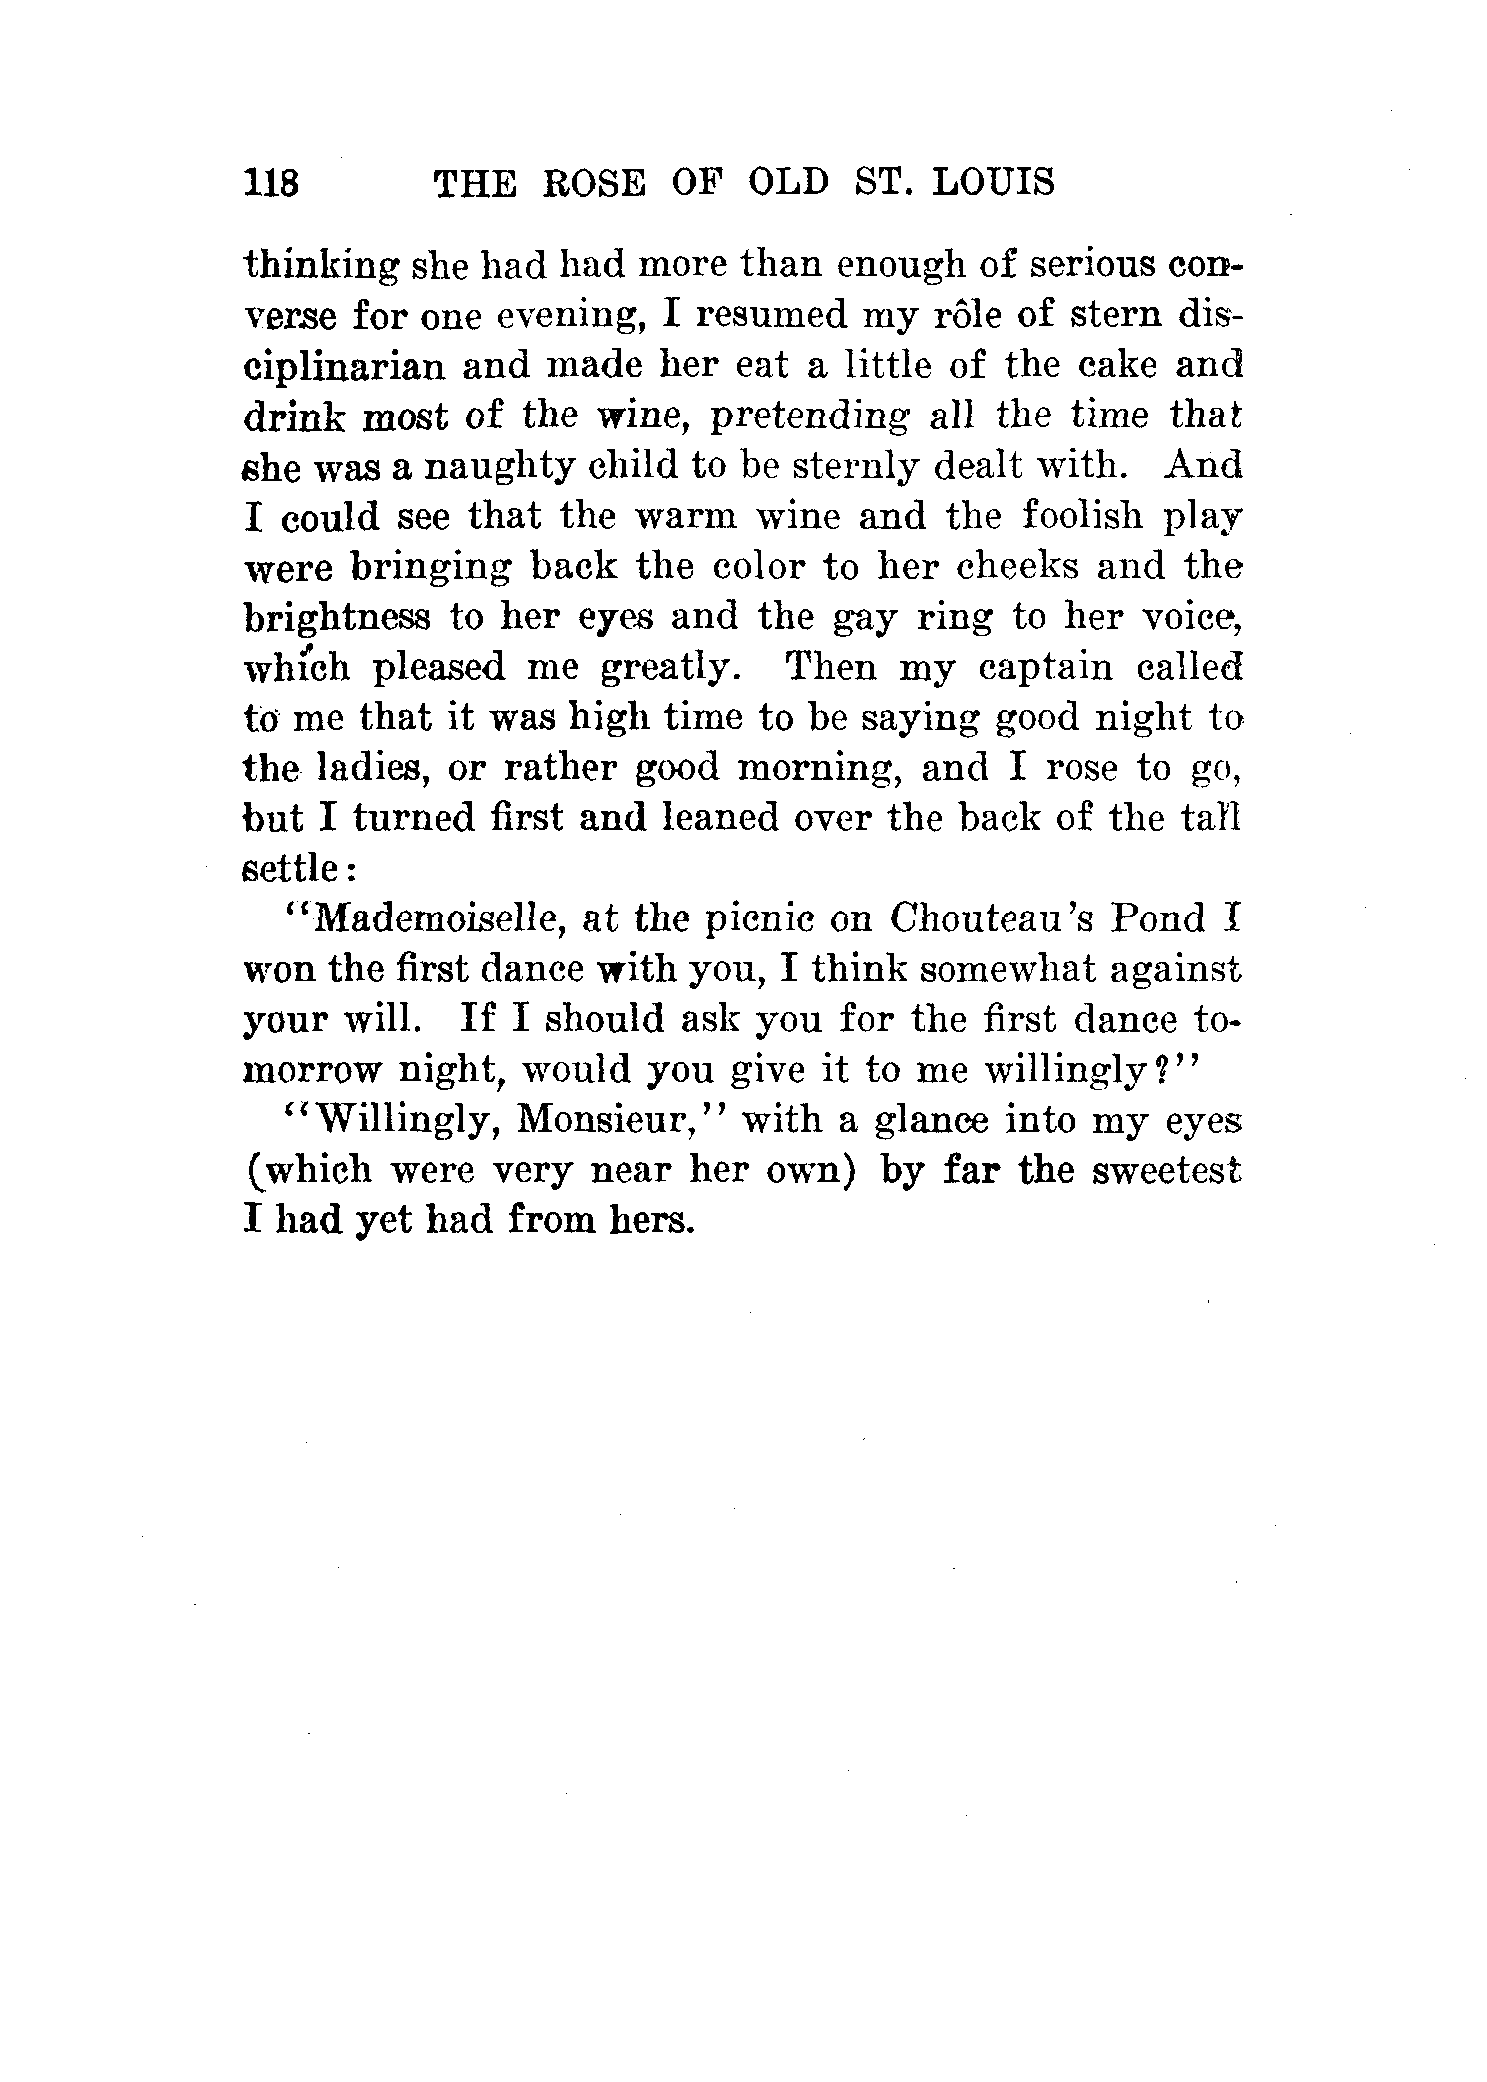 118 THE ROSE OF OLD ST. LOUIS
thinking she had had more than enough of serious con-
verse for one evening, I resumed my rôle of stern dis-
ciplinarian and made her eat a little of the cake and
drink most of the wine, pretending all the time that
she was a naughty child to be sternly dealt with. And
I could see that the warm wine and the foolish play
were bringing back the color to her cheeks and the
brightness to her eyes and the gay ring to her voice,
which pleased me greatly. Then my captain called
to me that it was high time to be saying good night to
the ladies, or rather good morning, and I rose to go,
but I turned first and leaned over the back of the tall
settle:
"Mademoiselle, at the picnic on Chouteau's Pond I
won the first dance with you, I think somewhat against
your will. If I should ask you for the first dance to-
morrow night, would you give it to me willingly?"
"Willingly, Monsieur," with a glance into my eyes
(which were very near her own) by far the sweetest
I had yet had from hers.